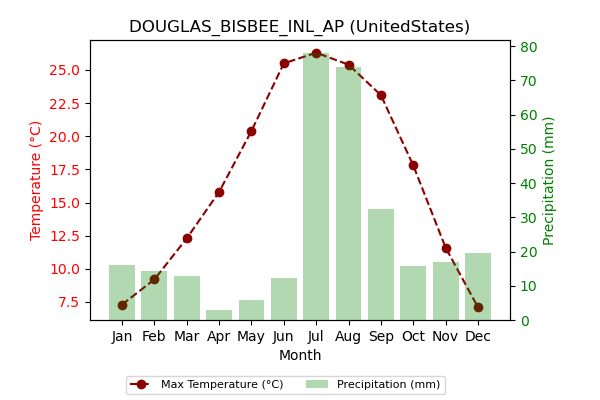 DOUGLAS_BISBEE_INL_AP (UnitedStates)
Temperature (°C)
25.0
22.5
20.0
17.5
15.0
12.5
10.0
7.5
80
70
60
50
40
30
20
10
0
Precipitation (mm)
Jan Feb Mar Apr May Jun Jul Aug Sep Oct Nov Dec
Month
Max Temperature (°C) Precipitation (mm)